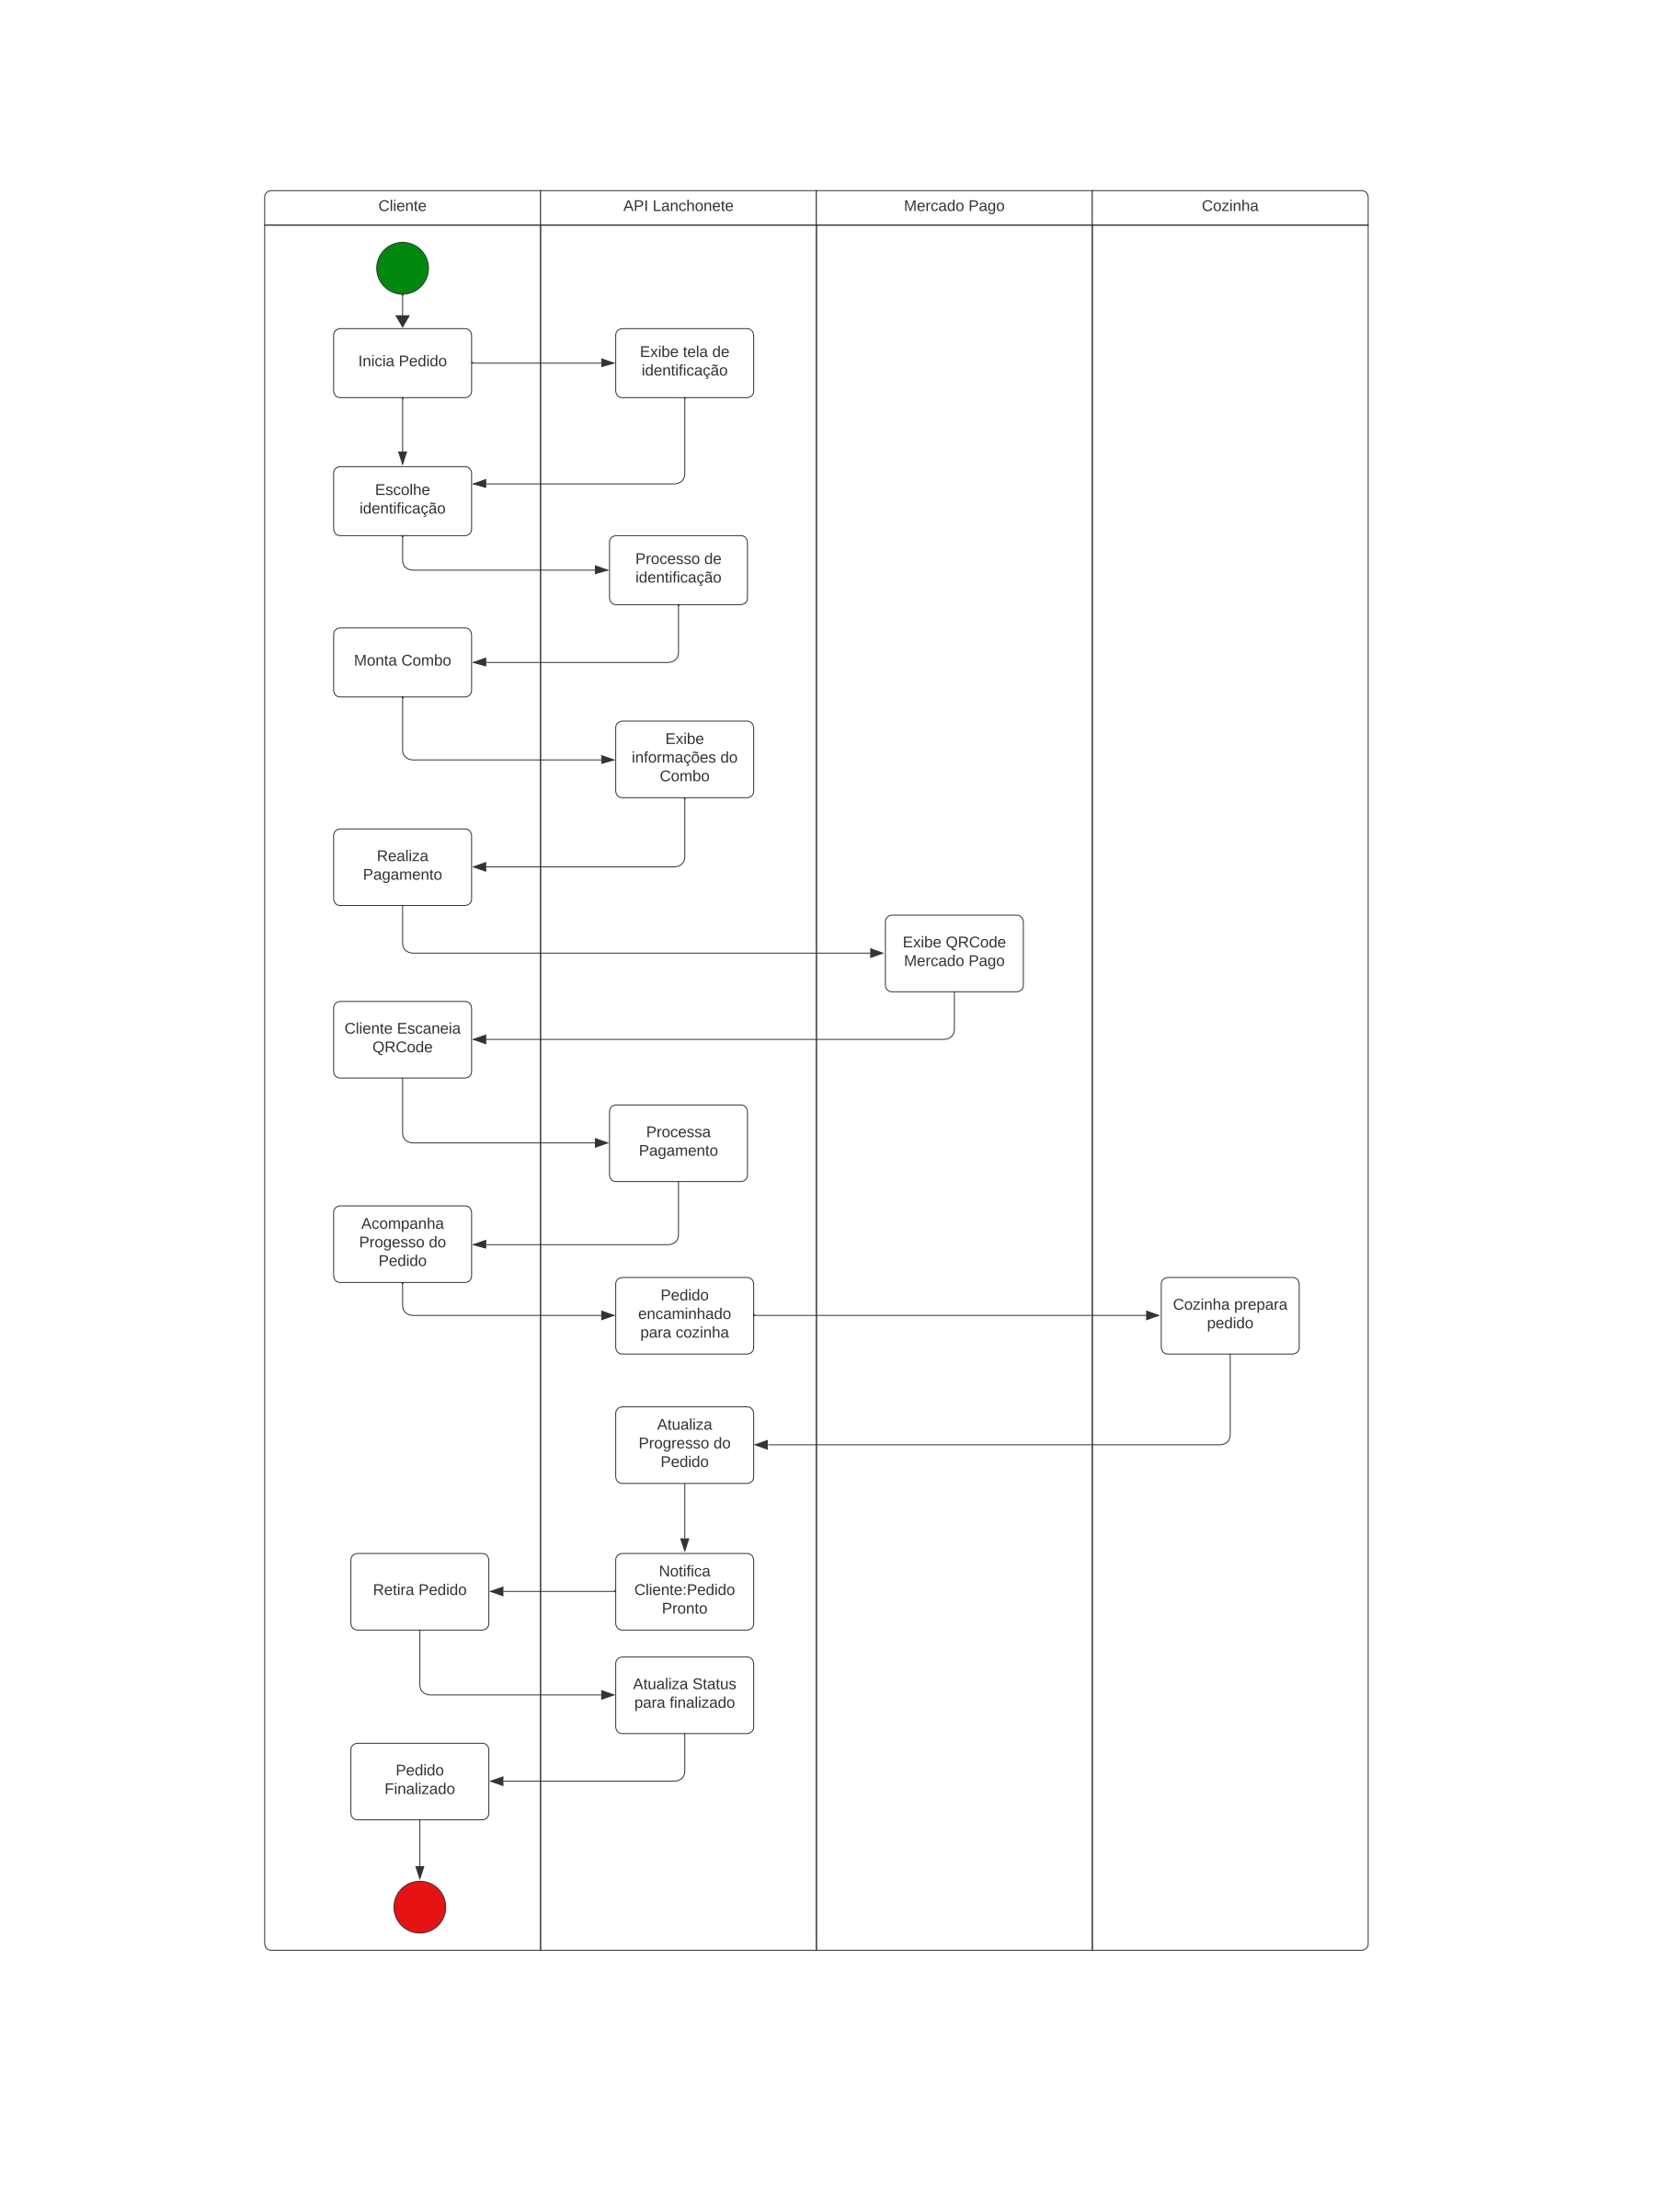 Cliente
API Lanchonete
Mercado Pago
Cozinha
Inicia Pedido
Exibe tela de
identificação
Escolhe
identificação
Processo de
identificação
Monta Combo
Exibe
informações do
Combo
Realiza
Pagamento
Exibe QRCode
Mercado Pago
Cliente Escaneia
QRCode
Processa
Pagamento
Acompanha
Progesso do
Pedido
Pedido
encaminhado
para cozinha
Cozinha prepara
pedido
Atualiza
Progresso do
Pedido
Notifica
Cliente:Pedido
Pronto
Retira Pedido
Atualiza Status
para finalizado
Pedido
Finalizado